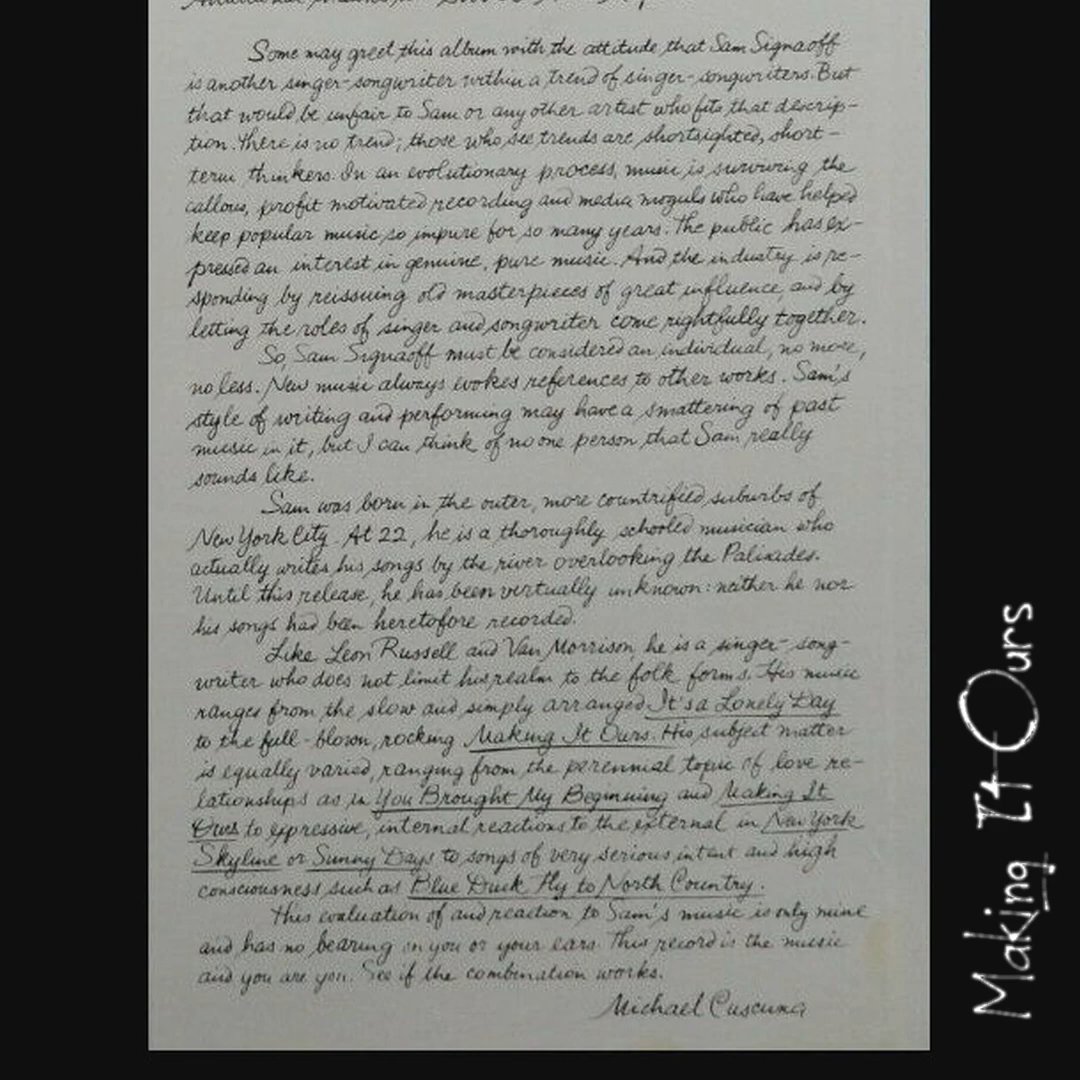 Some may greet this album with the attitude that Sam Signaoff
is another singer-songwriter within a trend of singer-songwriters. But
that would be unfair to Sam or any other artist who fits that descrip-
tion. There is no trend; those who see trends are shortsighted, short-
term thinkers. In an evolutionary process, music is surviving the
callous, profit motivated recording and media moguls who have helped
keep popular music so impure for so many years. The public has ex-
pressed an interest in genuine, pure music. And the industry is re-
sponding by reissuing old masterpieces of great influence, and by
letting the roles of singer and songwriter come rightfully together.
So, Sam Signaoff must be considered an individual, no more,
no less. New music always evokes references to other works. Sam's
style of writing and performing may have a smattering of past
music in it, but I can think of no one person that Sam really
sounds like.
Sam was born in the outer, more countrified suburbs of
New York City. At 22, he is a thoroughly schooled musician who
actually writes his songs by the river overlooking the Palisades.
Until this release, he has been virtually unknown: neither he nor
his songs had been heretofore recorded.
Like Leon Russell and Van Morrison he is a singer-song-
writer who does not limit his realm to the folk forms. His music
ranges from the slow and simply arranged It's a Lonely Day
to the full-blown, rocking Making It Ours. His subject matter
is equally varied, ranging from the perennial topic of love re-
lationships as in You Brought My Beginning and Making It
Ours to expressive, internal reactions to the external in New York
Skyline or Sunny Days to songs of very serious intent and high
consciousness such as Blue Duck Fly to North Country.
This evaluation of and reaction to Sam's music is only mine
and has no bearing on you or your ears. This record is the music
and you are you. See if the combination works.
Michael Cuscuna
Making It Ours